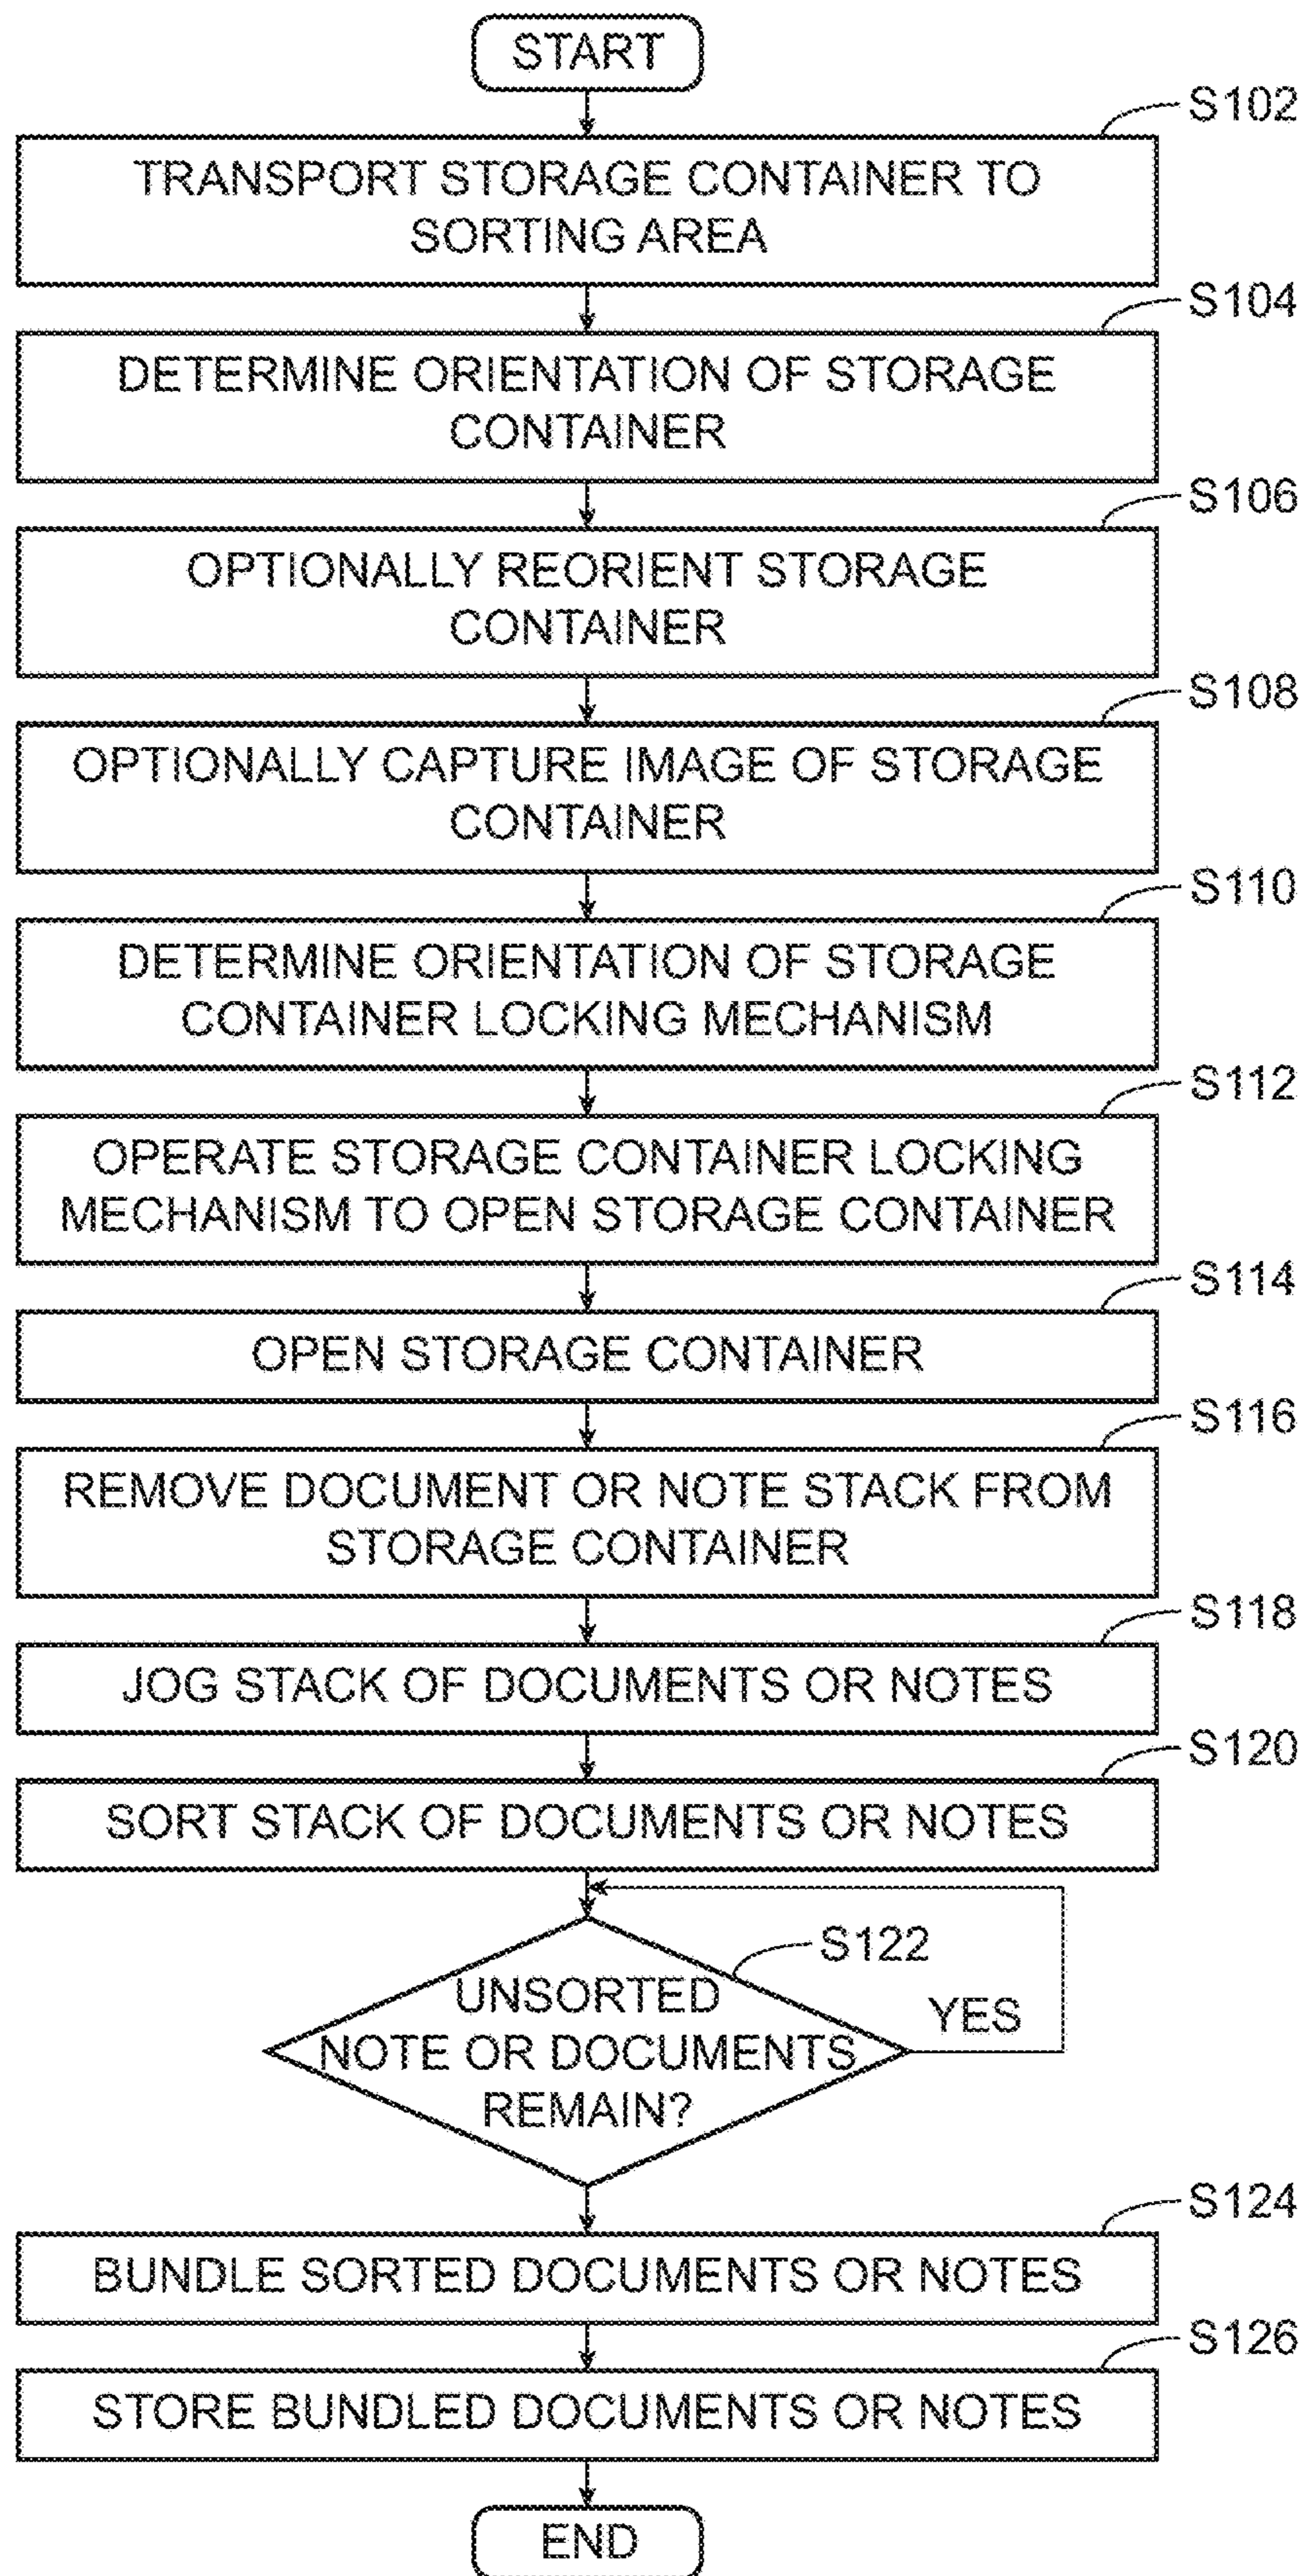 START
S102
TRANSPORT STORAGE CONTAINER TO
SORTING AREA
S104
DETERMINE ORIENTATION OF STORAGE
CONTAINER
S106
OPTIONALLY REORIENT STORAGE
CONTAINER
S108
OPTIONALLY CAPTURE IMAGE OF STORAGE
CONTAINER
S110
DETERMINE ORIENTATION OF STORAGE
CONTAINER LOCKING MECHANISM
S112
OPERATE STORAGE CONTAINER LOCKING
MECHANISM TO OPEN STORAGE CONTAINER
S114
OPEN STORAGE CONTAINER
S116
REMOVE DOCUMENT OR NOTE STACK FROM
STORAGE CONTAINER
S118
JOG STACK OF DOCUMENTS OR NOTES
S120
SORT STACK OF DOCUMENTS OR NOTES
S122
UNSORTED
NOTE OR DOCUMENTS
REMAIN?
YES
S124
BUNDLE SORTED DOCUMENTS OR NOTES
S126
STORE BUNDLED DOCUMENTS OR NOTES
END